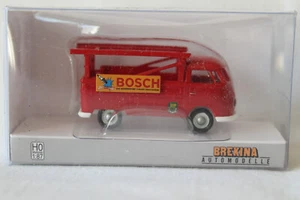 BOSCH
H0
1:87
BREKINA
AUTOMODELLE